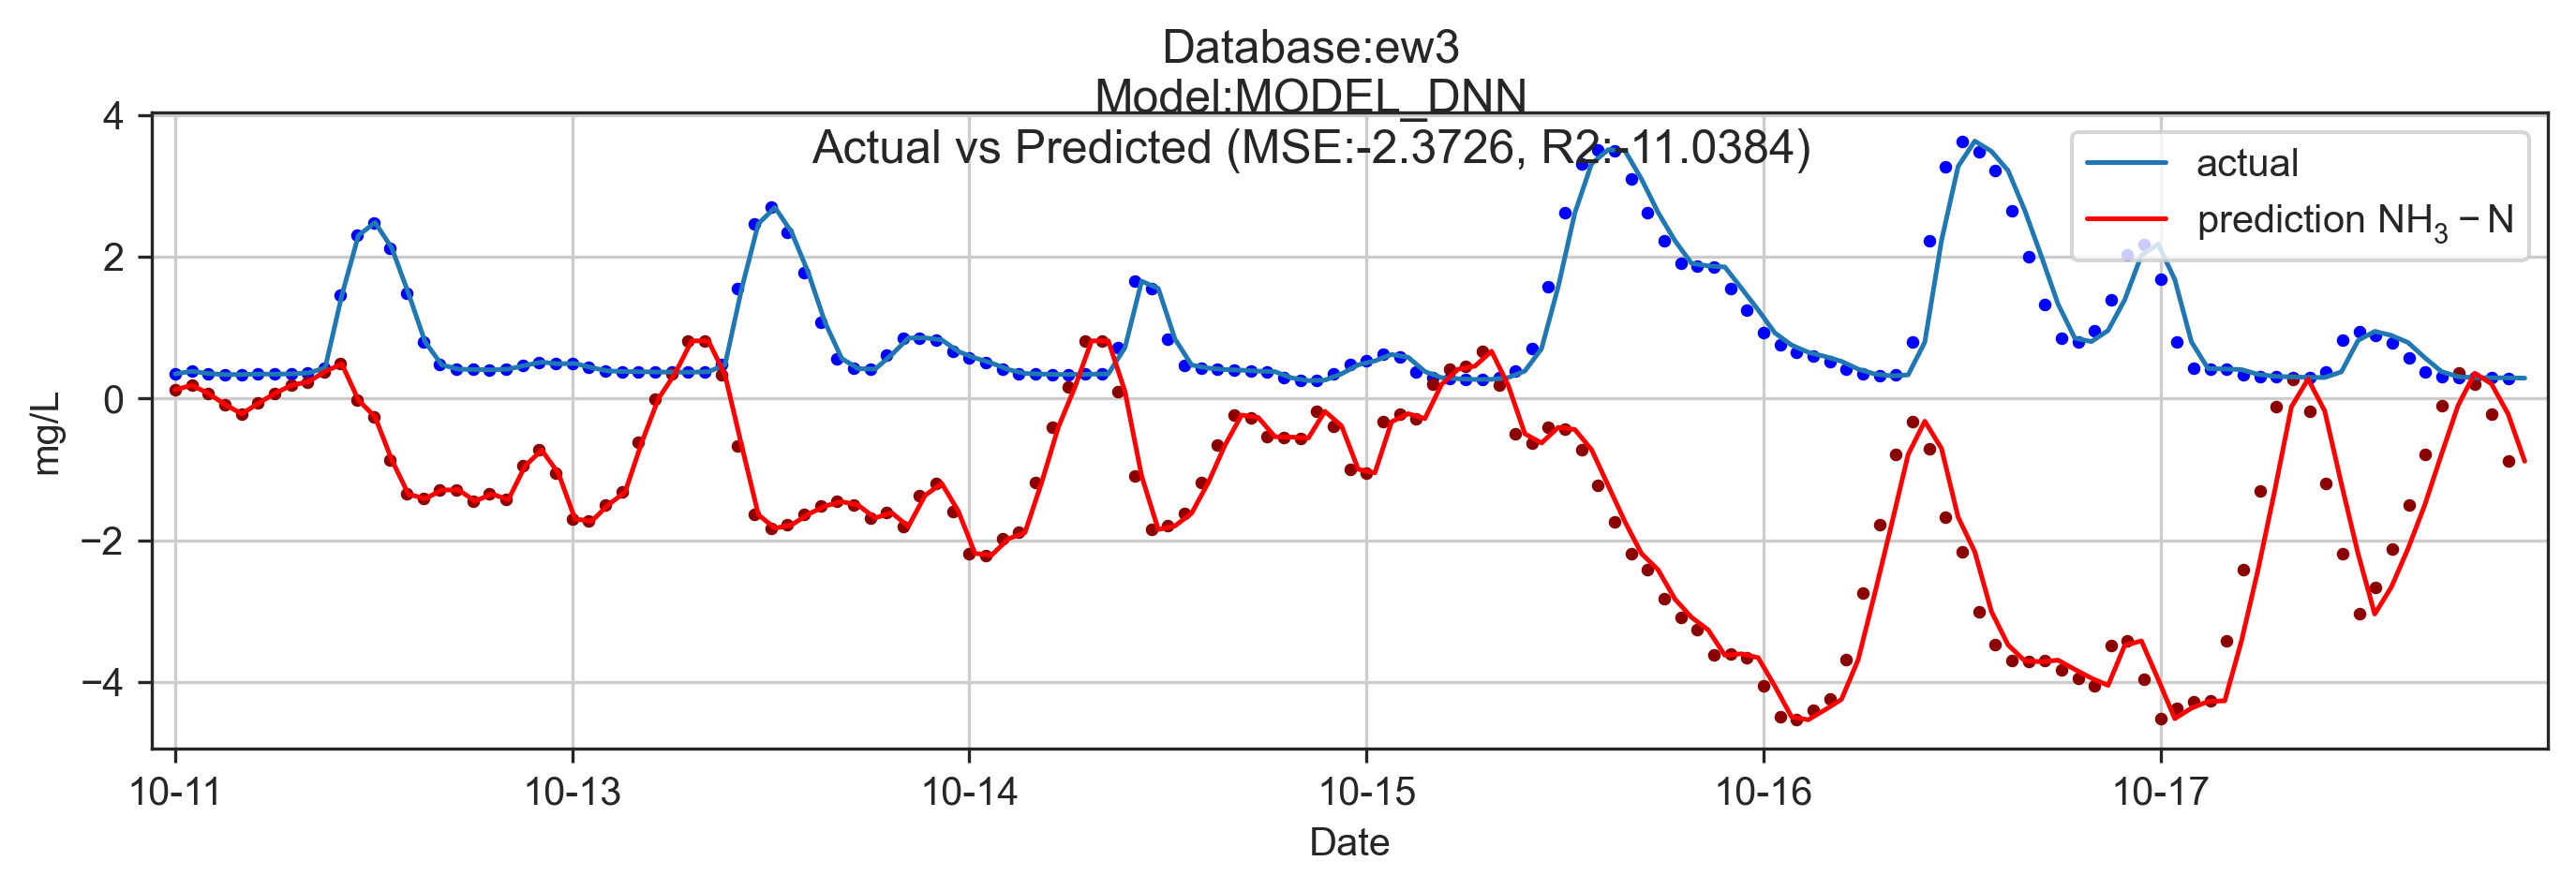 Database:ew3
Model:MODEL_DNN
Actual vs Predicted (MSE:-2.3726, R2:-11.0384)
actual
prediction NH₃ − N
4
2
0
−2
−4
mg/L
10-11 10-13 10-14 10-15 10-16 10-17
Date